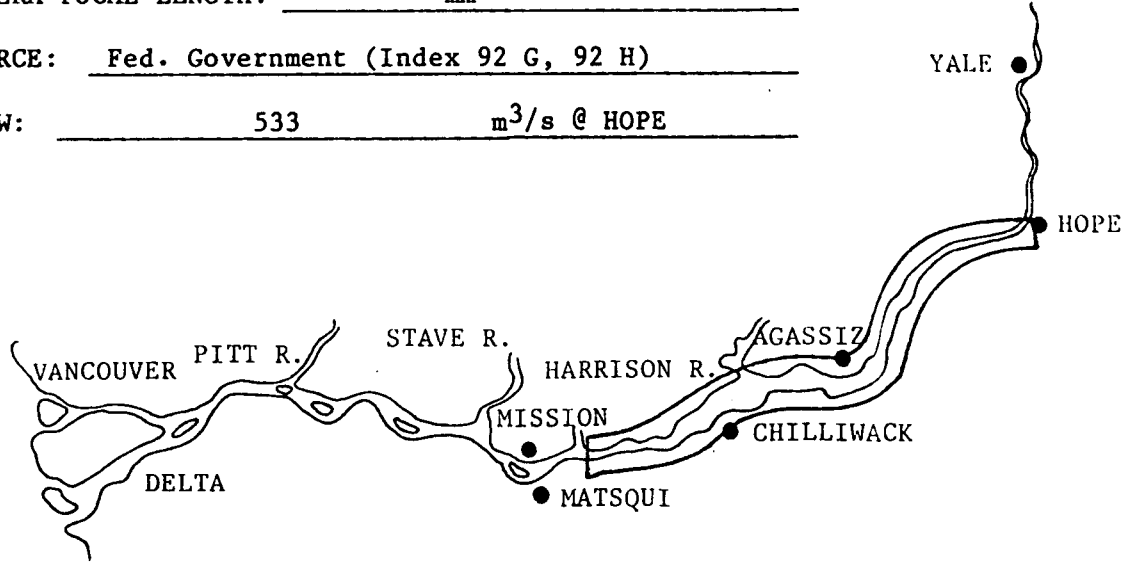 FOCAL LENGTH: mm
RCE: Fed. Government (Index 92 G, 92 H)
W: 533 m³/s @ HOPE
YALE
HOPE
STAVE R.
AGASSIZ
PITT R.
HARRISON R.
VANCOUVER
MISSION
CHILLIWACK
DELTA
MATSQUI